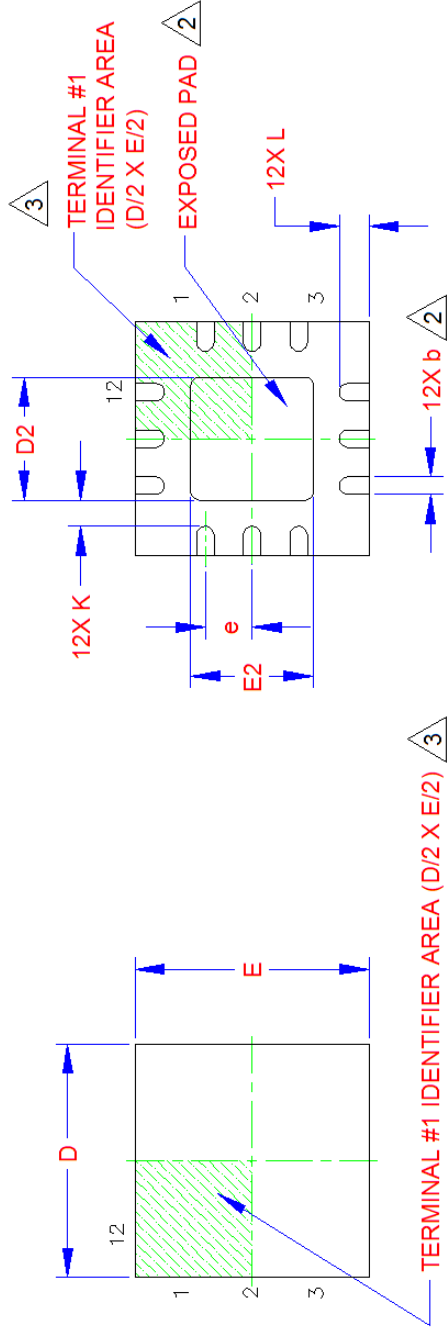 D
12
1
2
3
E
TERMINAL #1 IDENTIFIER AREA (D/2 X E/2)
3
12X K
D2
e
E2
12
1
2
3
3
TERMINAL #1
IDENTIFIER AREA
(D/2 X E/2)
EXPOSED PAD
2
12X L
12X b
2